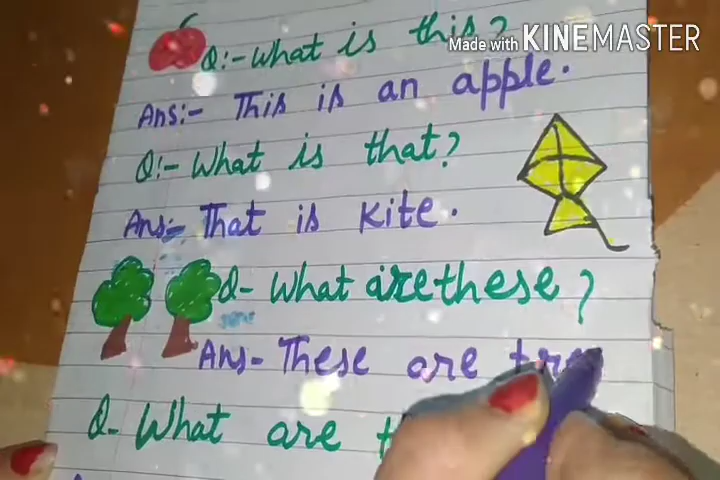 Made with KINEMASTER
Q:- What is this?
Ans:- This is an apple.
Q:- What is that?
Ans:- That is kite.
Q- What are these?
Ans- These are
Q- What are